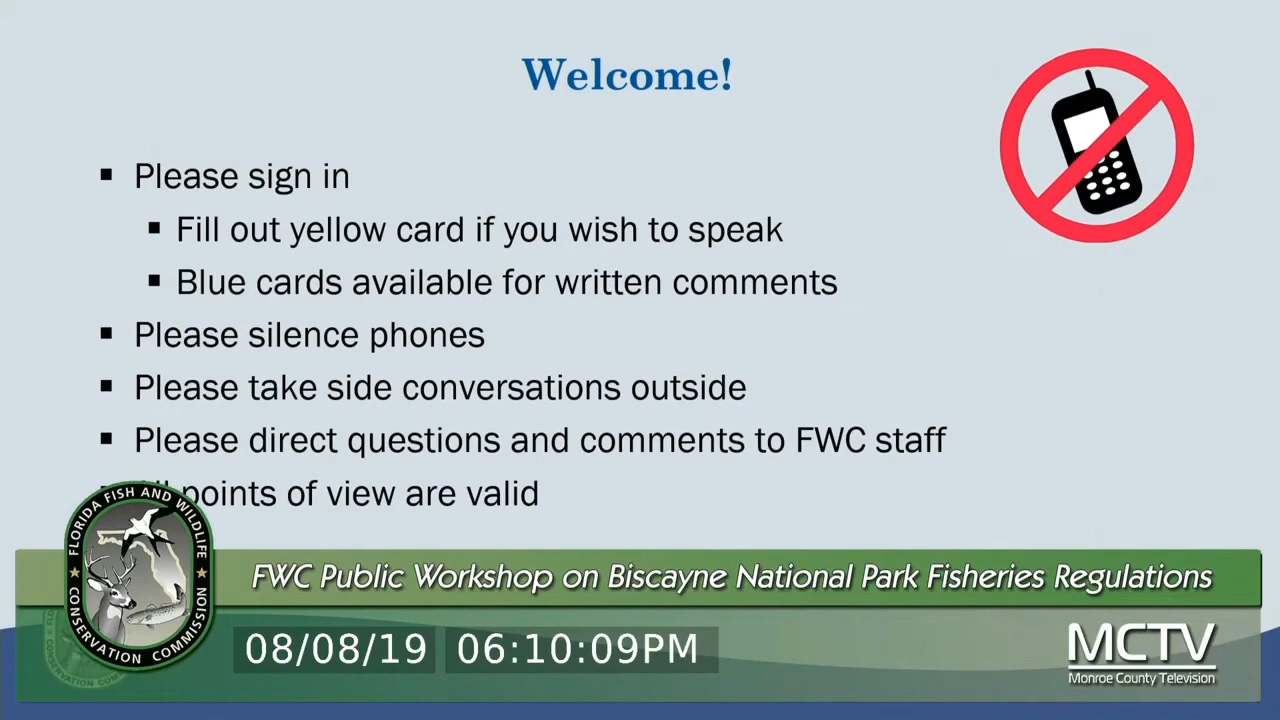 Welcome!
Please sign in
Fill out yellow card if you wish to speak
Blue cards available for written comments
Please silence phones
Please take side conversations outside
Please direct questions and comments to FWC staff
points of view are valid
FLORIDA FISH AND WILDLIFE
CONSERVATION COMMISSION
FWC Public Workshop on Biscayne National Park Fisheries Regulations
08/08/19 06:10:09PM
MCTV
Monroe County Television